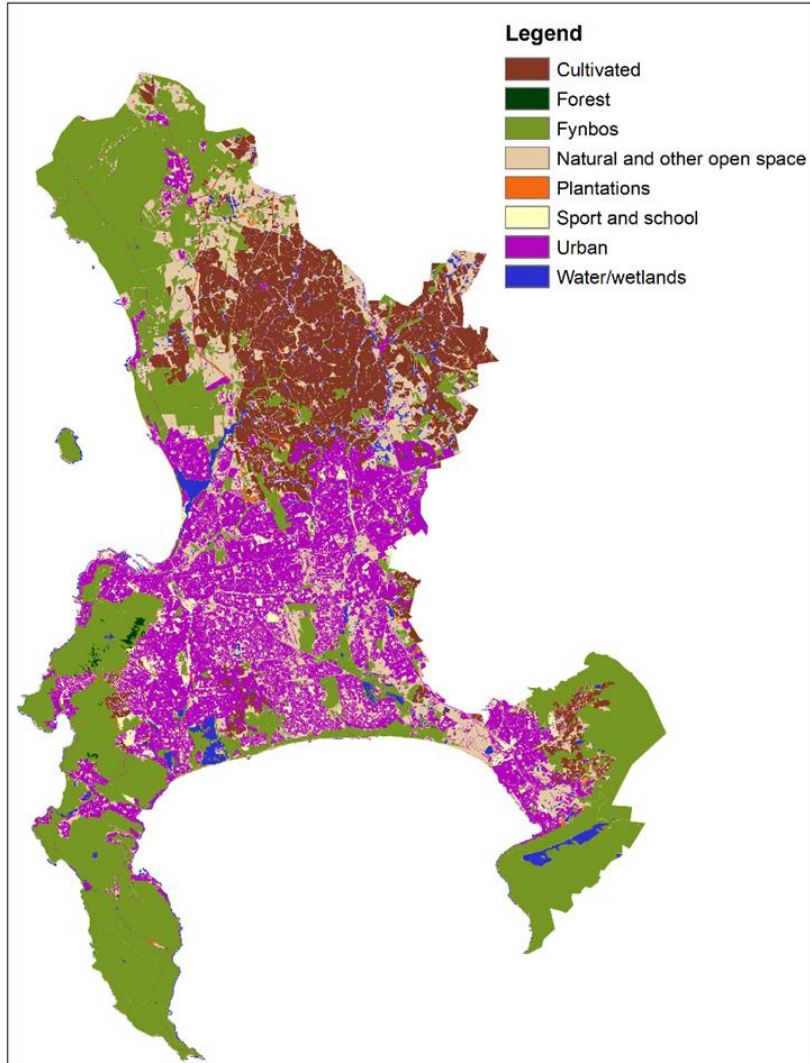 Legend
Cultivated
Forest
Fynbos
Natural and other open space
Plantations
Sport and school
Urban
Water/wetlands